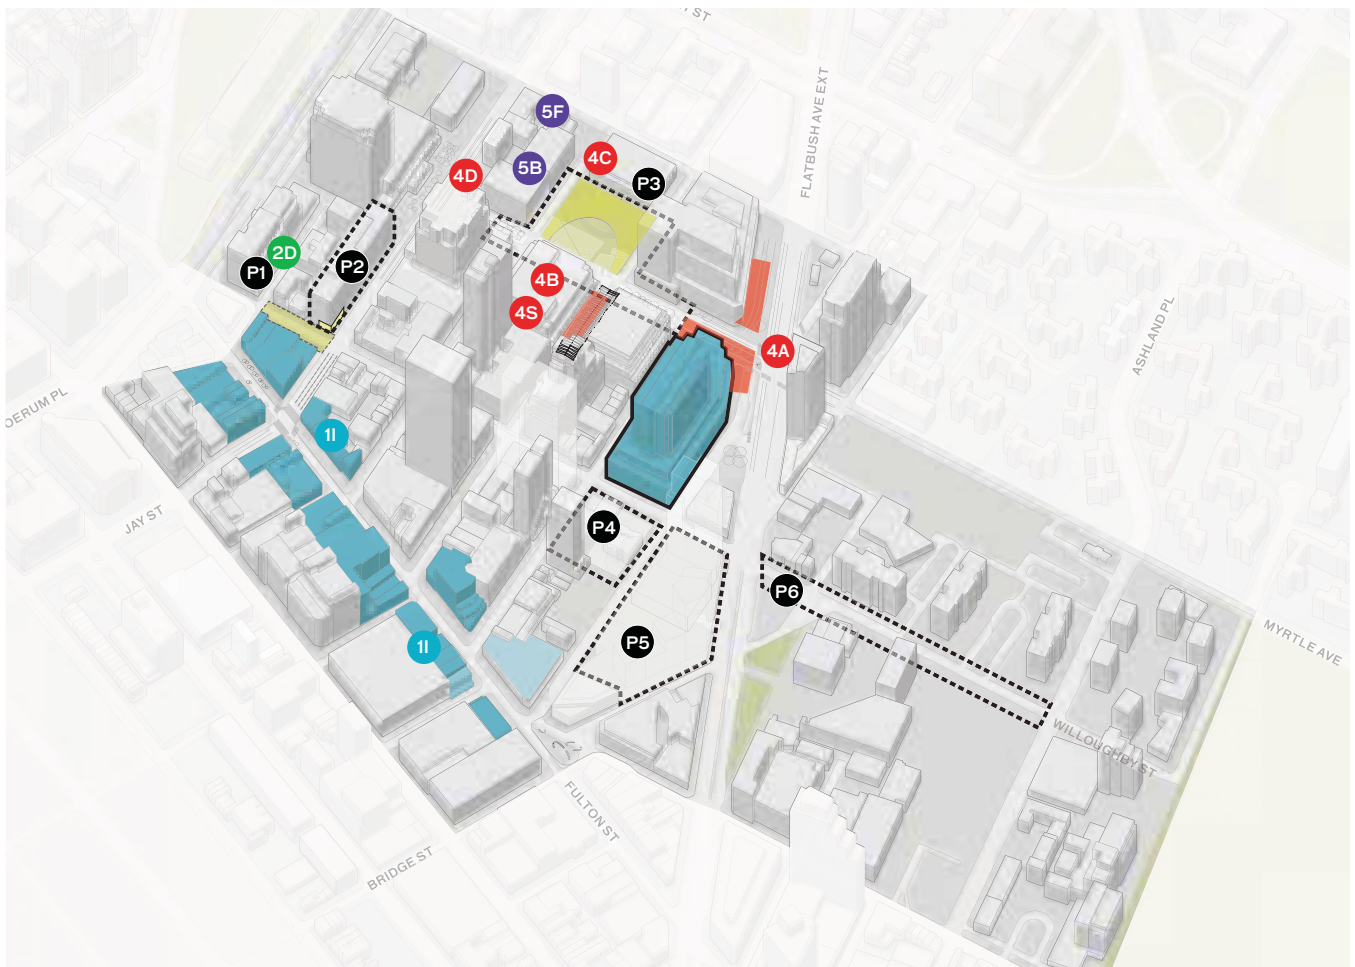 Y ST
FLATBUSH AVE EXT
5F
4C
5B
4D
P3
2D
P1
P2
4B
4S
4A
ASHLAND PL
OERUM PL
1I
JAY ST
P4
P6
P5
1I
MYRTLE AVE
WILLOUGHBY ST
FULTON ST
BRIDGE ST